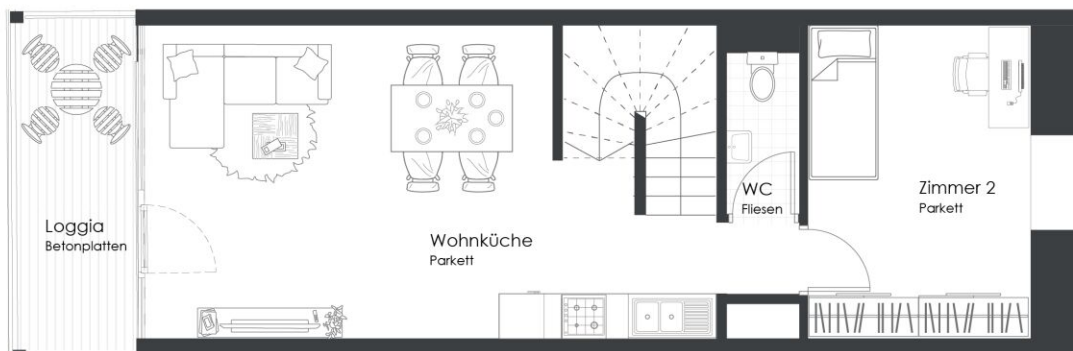 Loggia
Betonplatten
Wohnküche
Parkett
WC
Fliesen
Zimmer 2
Parkett